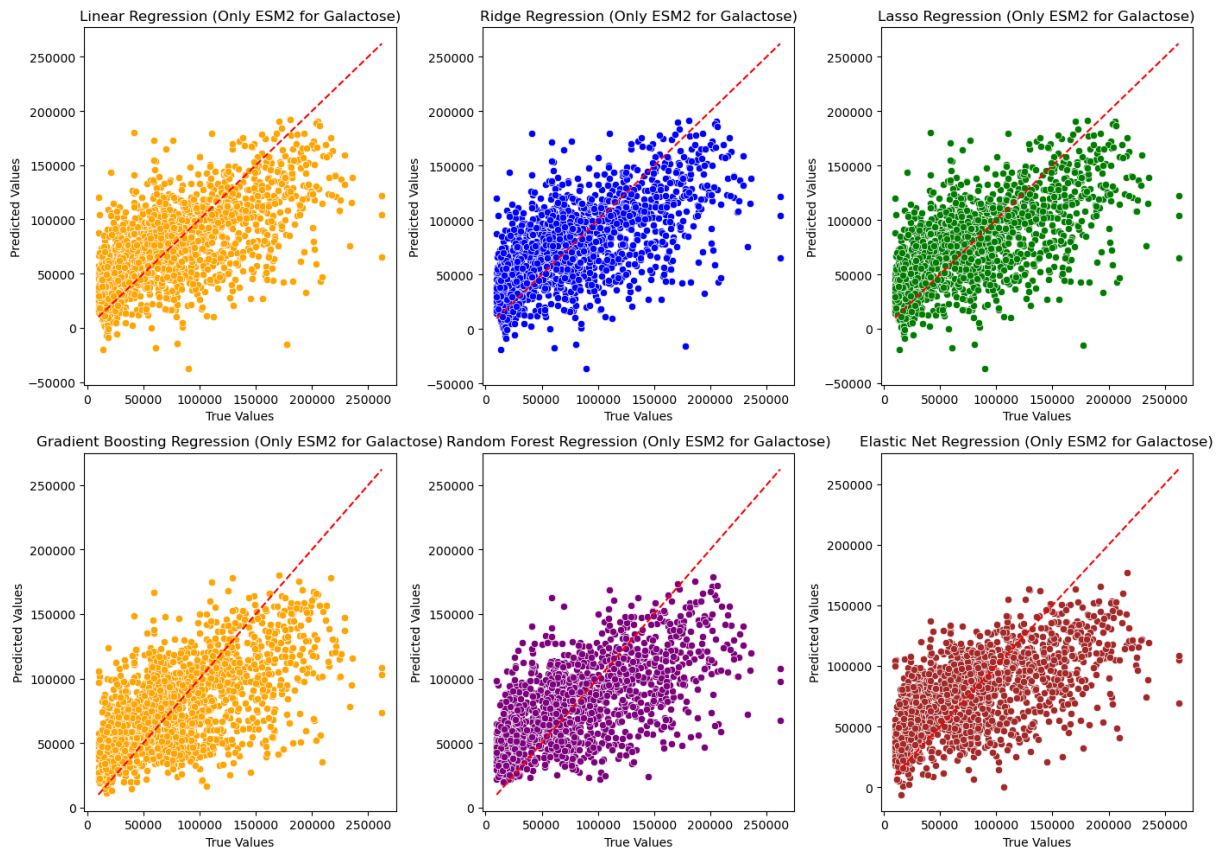 Linear Regression (Only ESM2 for Galactose)
Ridge Regression (Only ESM2 for Galactose)
Lasso Regression (Only ESM2 for Galactose)
250000
200000
150000
100000
50000
0
−50000
Predicted Values
0 50000 100000 150000 200000 250000
True Values
250000
200000
150000
100000
50000
0
−50000
Predicted Values
0 50000 100000 150000 200000 250000
True Values
250000
200000
150000
100000
50000
0
−50000
Predicted Values
0 50000 100000 150000 200000 250000
True Values
Gradient Boosting Regression (Only ESM2 for Galactose)
Random Forest Regression (Only ESM2 for Galactose)
Elastic Net Regression (Only ESM2 for Galactose)
250000
200000
150000
100000
50000
0
Predicted Values
0 50000 100000 150000 200000 250000
True Values
250000
200000
150000
100000
50000
0
Predicted Values
0 50000 100000 150000 200000 250000
True Values
250000
200000
150000
100000
50000
0
Predicted Values
0 50000 100000 150000 200000 250000
True Values